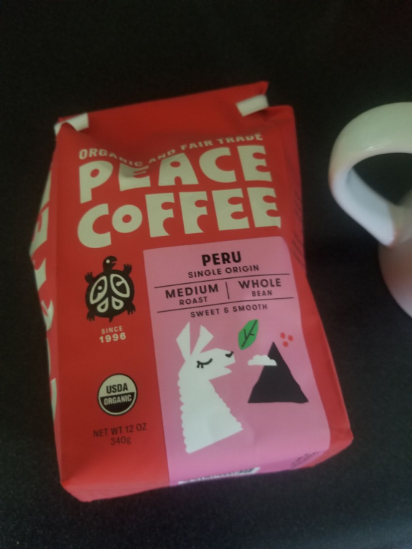 ORGANIC AND FAIR TRADE
PEACE
COFFEE
PERU
SINGLE ORIGIN
MEDIUM
ROAST
WHOLE
BEAN
SWEET & SMOOTH
SINCE
1996
USDA
ORGANIC
NET WT 12 OZ
340g